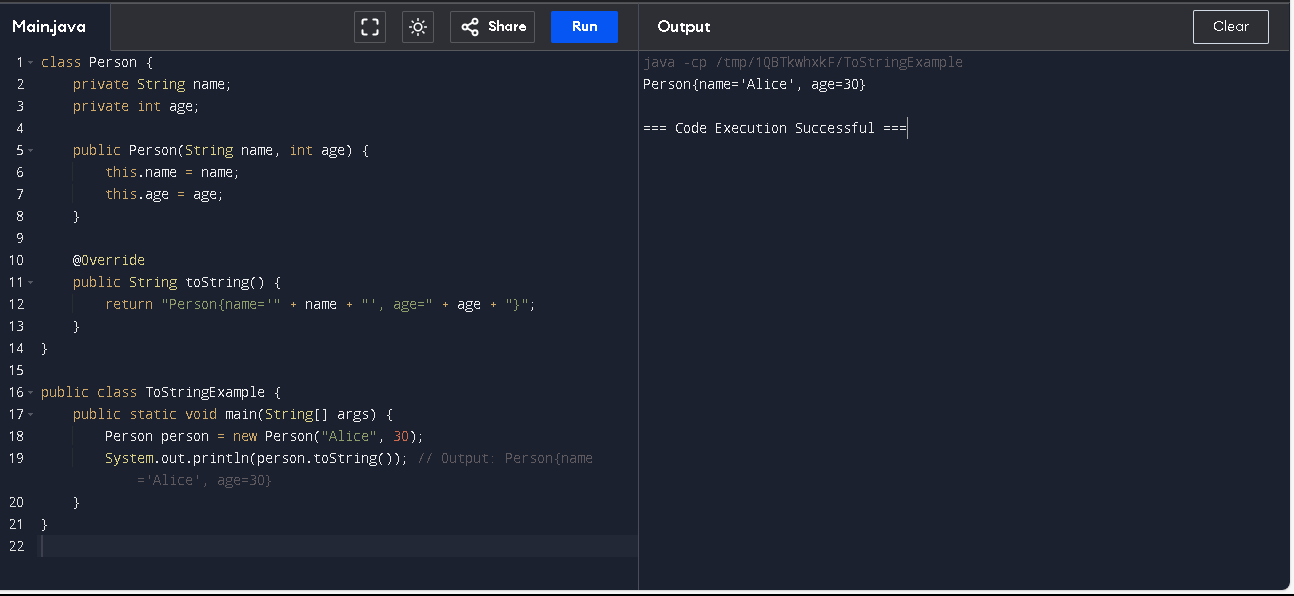 Main.java
Share
Run
Output
Clear
1 class Person {
2     private String name;
3     private int age;
4
5     public Person(String name, int age) {
6         this.name = name;
7         this.age = age;
8     }
9
10     @Override
11     public String toString() {
12         return "Person{name='" + name + "', age=" + age + "}";
13     }
14 }
15
16 public class ToStringExample {
17     public static void main(String[] args) {
18         Person person = new Person("Alice", 30);
19         System.out.println(person.toString()); // Output: Person{name
='Alice', age=30}
20     }
21 }
22
java -cp /tmp/1QBTkwhxkF/ToStringExample
Person{name='Alice', age=30}
=== Code Execution Successful ===